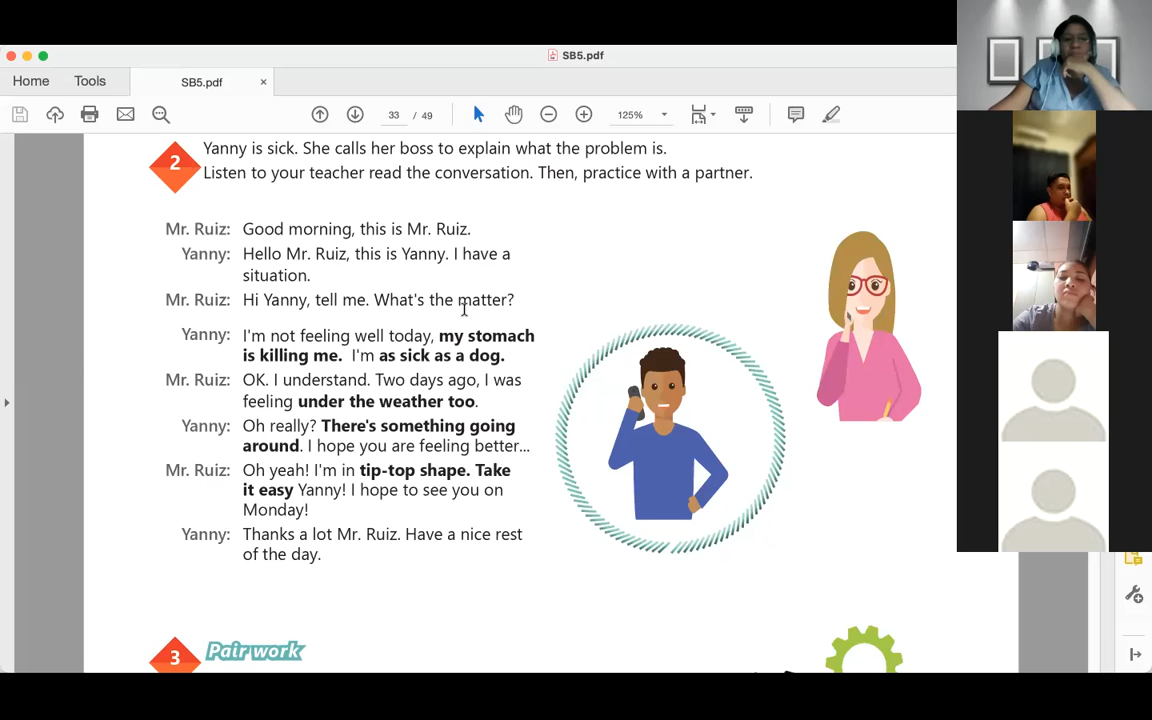 SB5.pdf
Home
Tools
SB5.pdf
×
33 / 49
125%
2
Yanny is sick. She calls her boss to explain what the problem is.
Listen to your teacher read the conversation. Then, practice with a partner.
Mr. Ruiz: Good morning, this is Mr. Ruiz.
Yanny: Hello Mr. Ruiz, this is Yanny. I have a
situation.
Mr. Ruiz: Hi Yanny, tell me. What's the matter?
Yanny: I'm not feeling well today, my stomach
is killing me. I'm as sick as a dog.
Mr. Ruiz: OK. I understand. Two days ago, I was
feeling under the weather too.
Yanny: Oh really? There's something going
around. I hope you are feeling better...
Mr. Ruiz: Oh yeah! I'm in tip-top shape. Take
it easy Yanny! I hope to see you on
Monday!
Yanny: Thanks a lot Mr. Ruiz. Have a nice rest
of the day.
3
Pair work